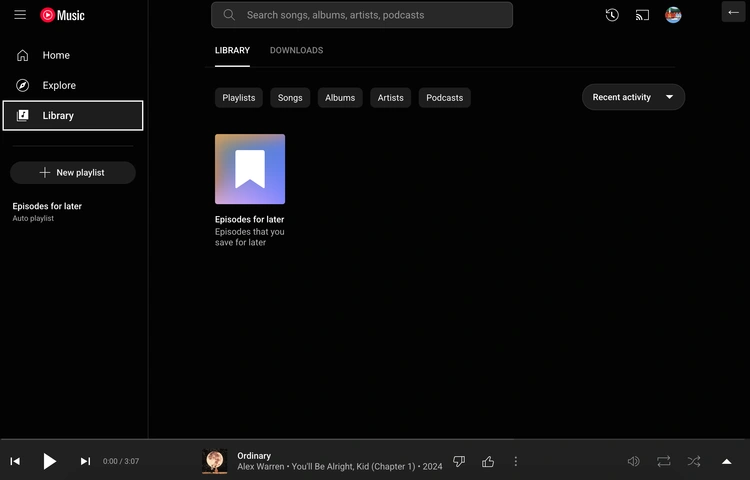 Music
Search songs, albums, artists, podcasts
Home
Explore
Library
New playlist
Episodes for later
Auto playlist
LIBRARY
DOWNLOADS
Playlists
Songs
Albums
Artists
Podcasts
Recent activity
Episodes for later
Episodes that you
save for later
0:00 / 3:07
Ordinary
Alex Warren • You'll Be Alright, Kid (Chapter 1) • 2024